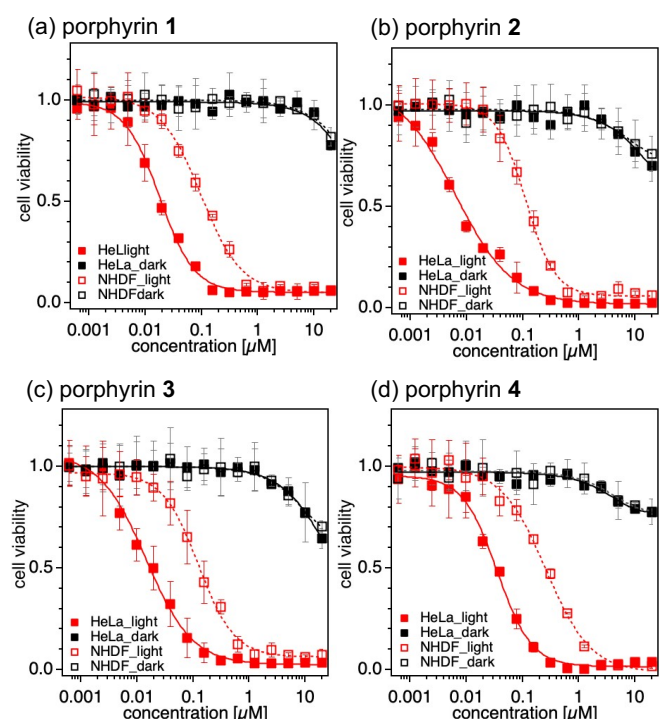 (a) porphyrin 1
cell viability
1.0
0.5
0.0
HeLlight
HeLa_dark
NHDF_light
NHDFdark
0.001 0.01 0.1 1 10
concentration [µM]
(b) porphyrin 2
cell viability
1.0
0.5
0.0
HeLa_light
HeLa_dark
NHDF_light
NHDF_dark
0.001 0.01 0.1 1 10
concentration [µM]
(c) porphyrin 3
cell viability
1.0
0.5
0.0
HeLa_light
HeLa_dark
NHDF_light
NHDF_dark
0.001 0.01 0.1 1 10
concentration [µM]
(d) porphyrin 4
cell viability
1.0
0.5
0.0
HeLa_light
HeLa_dark
NHDF_light
NHDF_dark
0.001 0.01 0.1 1 10
concentration [µM]